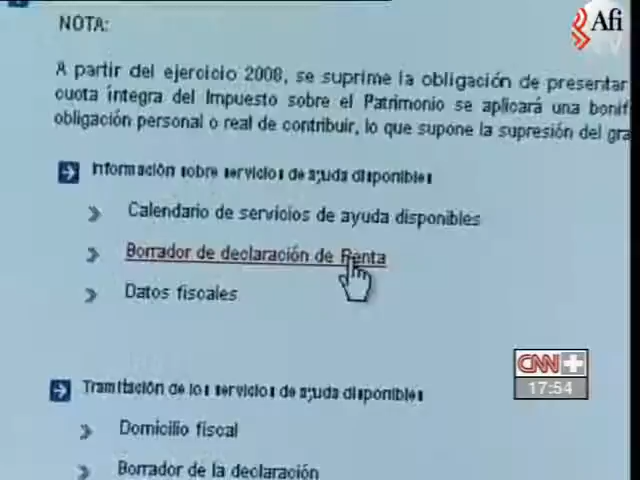 Afi
TV
NOTA:
A partir del ejercicio 2008, se suprime la obligación de presentar
cuota íntegra del Impuesto sobre el Patrimonio se aplicará una bonif
obligación personal o real de contribuir, lo que supone la supresión del gra
Información sobre servicios de ayuda disponibles
Calendario de servicios de ayuda disponibles
Borrador de declaración de Renta
Datos fiscales
CNN+
17:54
Tramitación de los servicios de ayuda disponibles
Domicilio fiscal
Borrador de la declaración